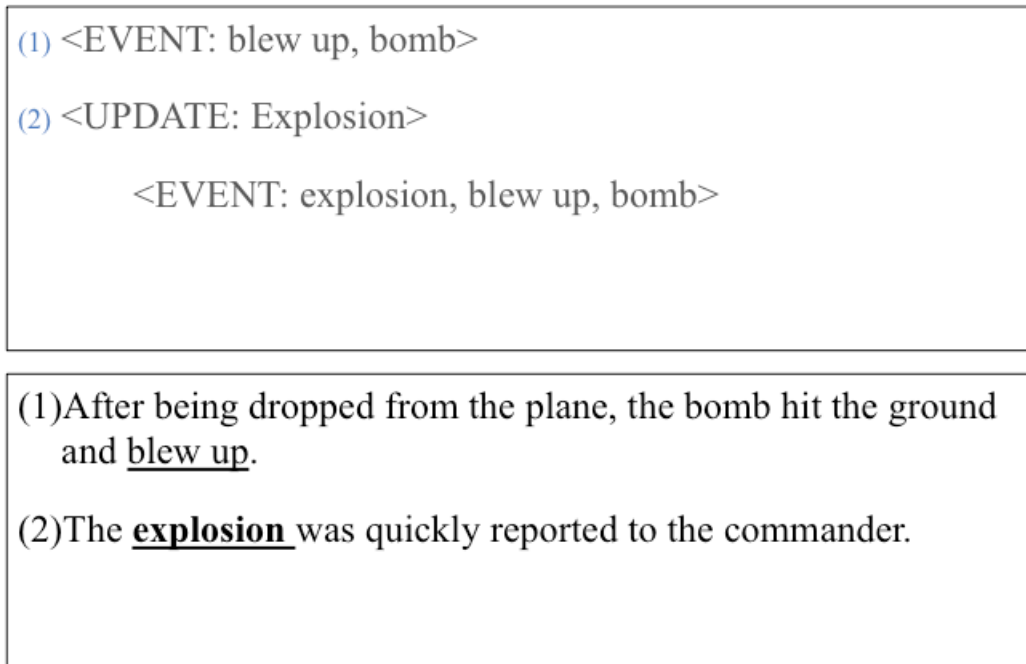 (1) <EVENT: blew up, bomb>
(2) <UPDATE: Explosion>
<EVENT: explosion, blew up, bomb>
(1)After being dropped from the plane, the bomb hit the ground
and blew up.
(2)The explosion was quickly reported to the commander.